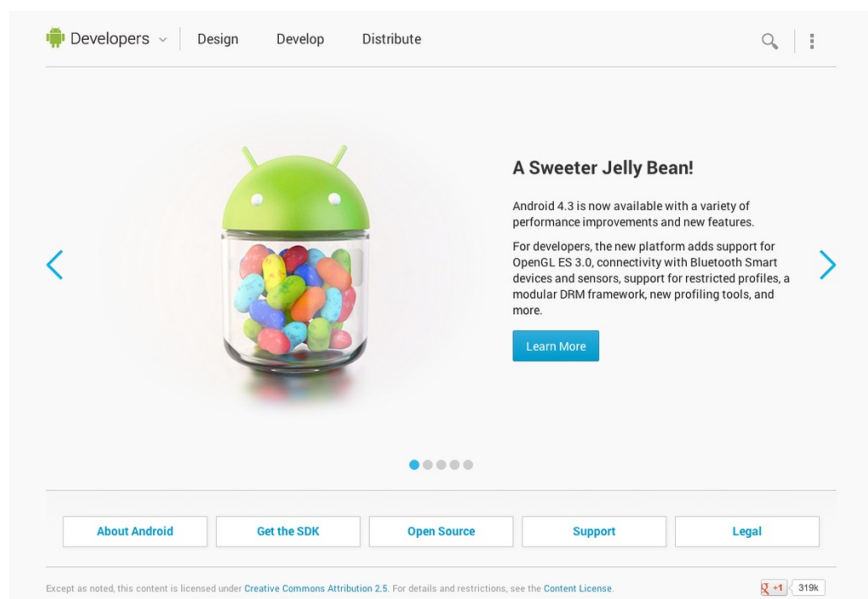 Developers Design Develop Distribute
A Sweeter Jelly Bean!
Android 4.3 is now available with a variety of
performance improvements and new features.
For developers, the new platform adds support for
OpenGL ES 3.0, connectivity with Bluetooth Smart
devices and sensors, support for restricted profiles, a
modular DRM framework, new profiling tools, and
more.
Learn More
About Android Get the SDK Open Source Support Legal
Except as noted, this content is licensed under Creative Commons Attribution 2.5. For details and restrictions, see the Content License.
g +1 319k